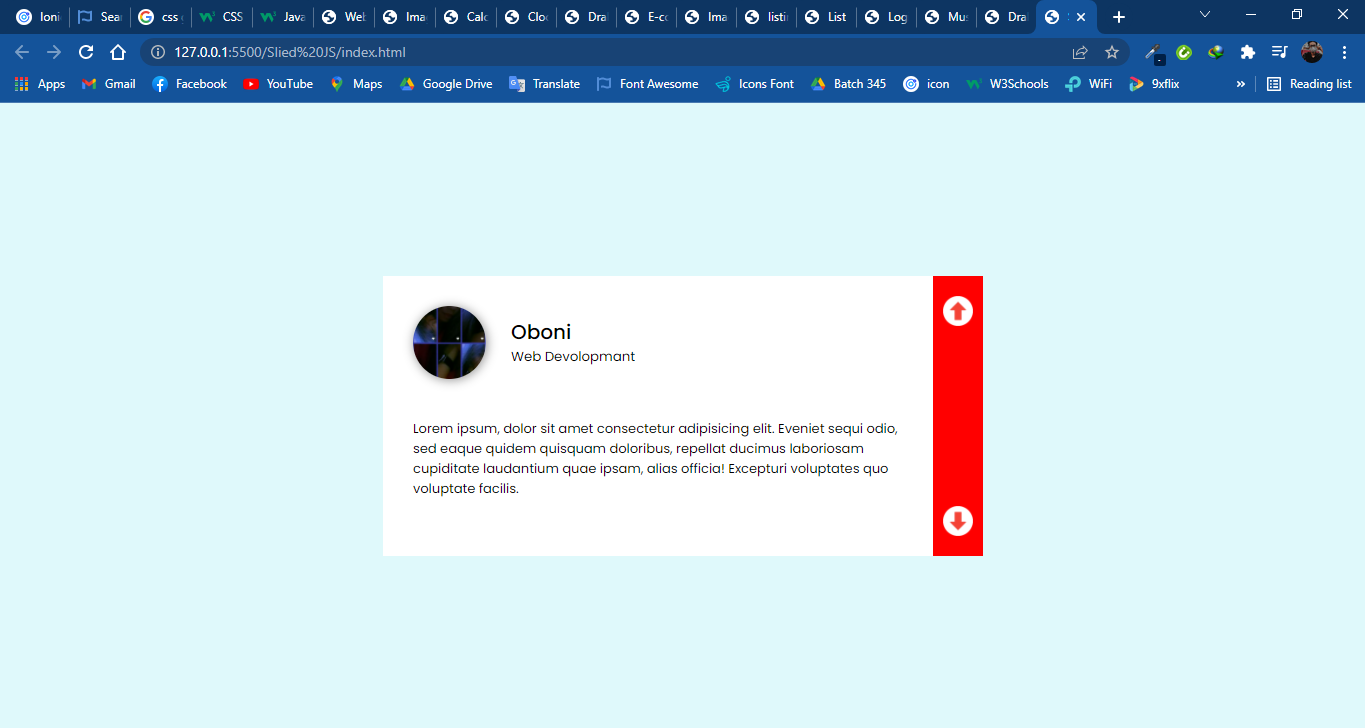 Ionic
Sear
css
CSS
Java
Web
Ima
Calc
Cloc
Dra
E-co
Ima
listi
List
Log
Mus
Dra
127.0.0.1:5500/Slied%20JS/index.html
Apps
Gmail
Facebook
YouTube
Maps
Google Drive
Translate
Font Awesome
Icons Font
Batch 345
icon
W3Schools
WiFi
9xflix
»
Reading list
Oboni
Web Devolopmant
Lorem ipsum, dolor sit amet consectetur adipisicing elit. Eveniet sequi odio,
sed eaque quidem quisquam doloribus, repellat ducimus laboriosam
cupiditate laudantium quae ipsam, alias officia! Excepturi voluptates quo
voluptate facilis.